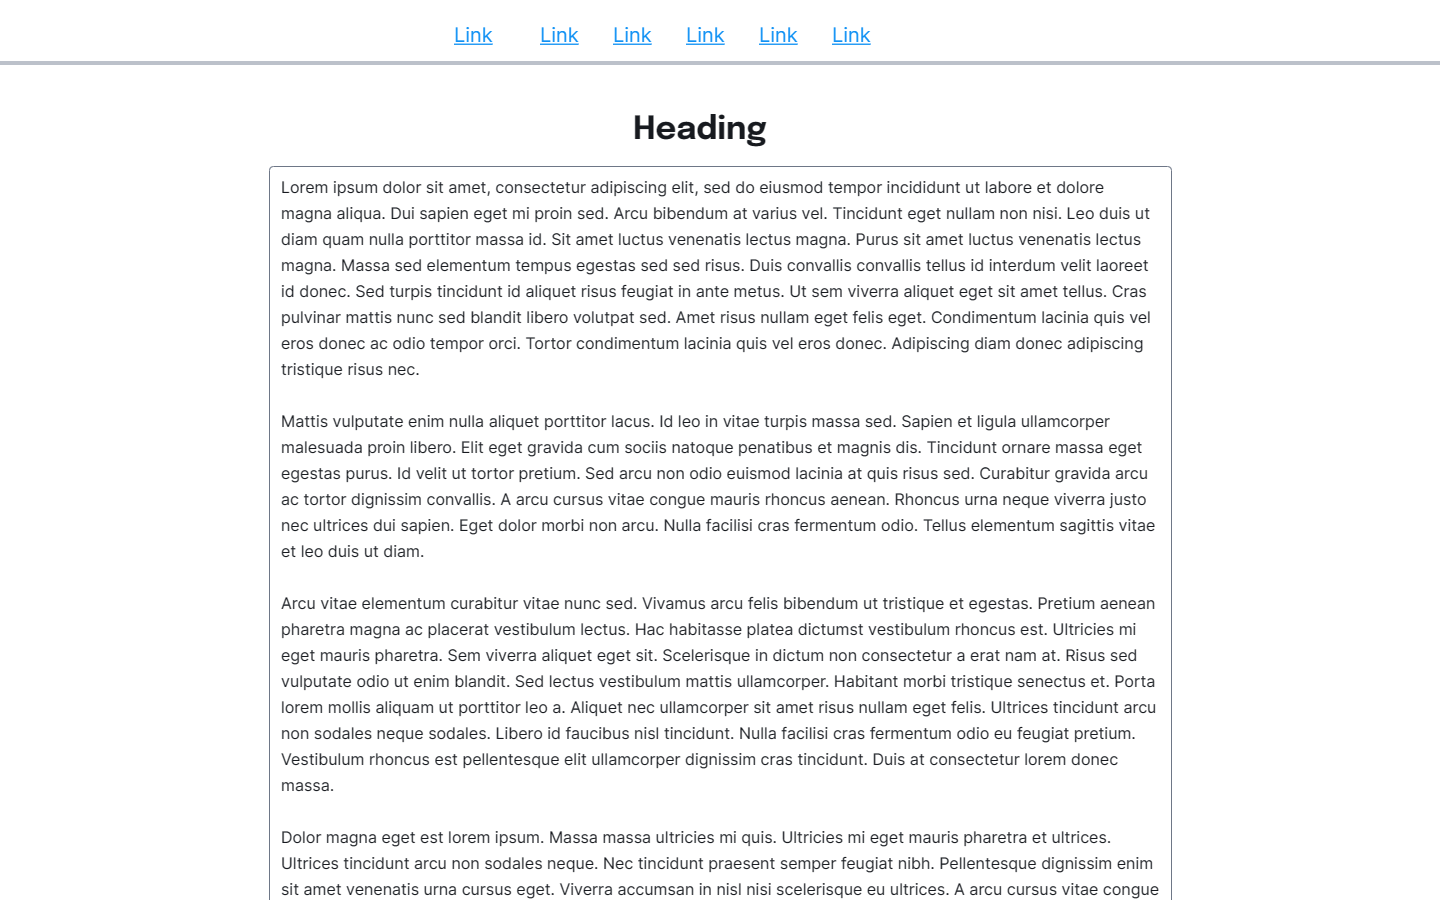 Link Link Link Link Link Link
Heading
Lorem ipsum dolor sit amet, consectetur adipiscing elit, sed do eiusmod tempor incididunt ut labore et dolore
magna aliqua. Dui sapien eget mi proin sed. Arcu bibendum at varius vel. Tincidunt eget nullam non nisi. Leo duis ut
diam quam nulla porttitor massa id. Sit amet luctus venenatis lectus magna. Purus sit amet luctus venenatis lectus
magna. Massa sed elementum tempus egestas sed sed risus. Duis convallis convallis tellus id interdum velit laoreet
id donec. Sed turpis tincidunt id aliquet risus feugiat in ante metus. Ut sem viverra aliquet eget sit amet tellus. Cras
pulvinar mattis nunc sed blandit libero volutpat sed. Amet risus nullam eget felis eget. Condimentum lacinia quis vel
eros donec ac odio tempor orci. Tortor condimentum lacinia quis vel eros donec. Adipiscing diam donec adipiscing
tristique risus nec.
Mattis vulputate enim nulla aliquet porttitor lacus. Id leo in vitae turpis massa sed. Sapien et ligula ullamcorper
malesuada proin libero. Elit eget gravida cum sociis natoque penatibus et magnis dis. Tincidunt ornare massa eget
egestas purus. Id velit ut tortor pretium. Sed arcu non odio euismod lacinia at quis risus sed. Curabitur gravida arcu
ac tortor dignissim convallis. A arcu cursus vitae congue mauris rhoncus aenean. Rhoncus urna neque viverra justo
nec ultrices dui sapien. Eget dolor morbi non arcu. Nulla facilisi cras fermentum odio. Tellus elementum sagittis vitae
et leo duis ut diam.
Arcu vitae elementum curabitur vitae nunc sed. Vivamus arcu felis bibendum ut tristique et egestas. Pretium aenean
pharetra magna ac placerat vestibulum lectus. Hac habitasse platea dictumst vestibulum rhoncus est. Ultricies mi
eget mauris pharetra. Sem viverra aliquet eget sit. Scelerisque in dictum non consectetur a erat nam at. Risus sed
vulputate odio ut enim blandit. Sed lectus vestibulum mattis ullamcorper. Habitant morbi tristique senectus et. Porta
lorem mollis aliquam ut porttitor leo a. Aliquet nec ullamcorper sit amet risus nullam eget felis. Ultrices tincidunt arcu
non sodales neque sodales. Libero id faucibus nisl tincidunt. Nulla facilisi cras fermentum odio eu feugiat pretium.
Vestibulum rhoncus est pellentesque elit ullamcorper dignissim cras tincidunt. Duis at consectetur lorem donec
massa.
Dolor magna eget est lorem ipsum. Massa massa ultricies mi quis. Ultricies mi eget mauris pharetra et ultrices.
Ultrices tincidunt arcu non sodales neque. Nec tincidunt praesent semper feugiat nibh. Pellentesque dignissim enim
sit amet venenatis urna cursus eget. Viverra accumsan in nisl nisi scelerisque eu ultrices. A arcu cursus vitae congue